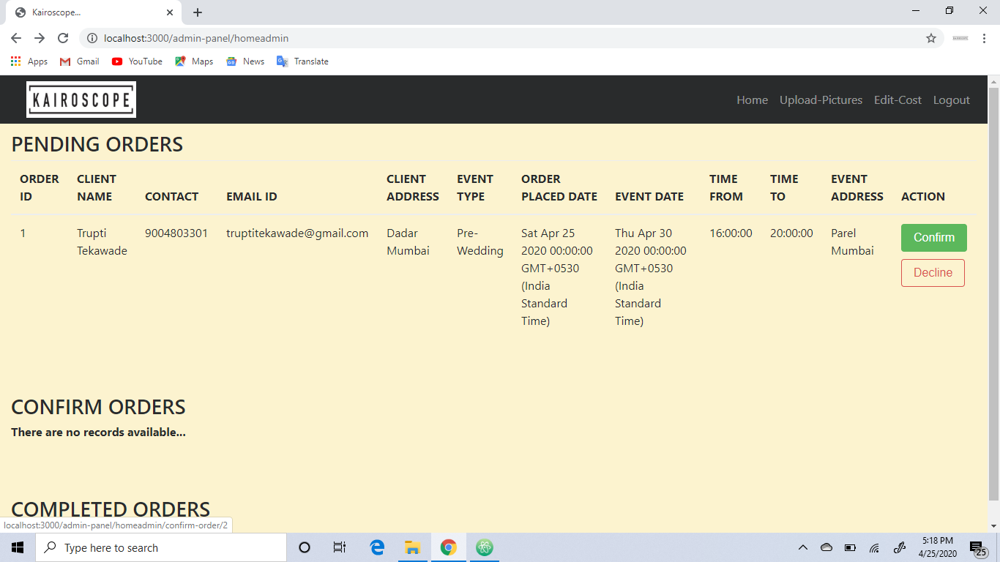 Kairoscope...
localhost:3000/admin-panel/homeadmin
Apps Gmail YouTube Maps News Translate
KAIROSCOPE
Home Upload-Pictures Edit-Cost Logout
PENDING ORDERS
ORDER ID CLIENT NAME CONTACT EMAIL ID CLIENT ADDRESS EVENT TYPE ORDER PLACED DATE EVENT DATE TIME FROM TIME TO EVENT ADDRESS ACTION
1 Trupti Tekawade 9004803301 truptitekawade@gmail.com Dadar Mumbai Pre-Wedding Sat Apr 25 2020 00:00:00 GMT+0530 (India Standard Time) Thu Apr 30 2020 00:00:00 GMT+0530 (India Standard Time) 16:00:00 20:00:00 Parel Mumbai Confirm
Decline
CONFIRM ORDERS
There are no records available...
COMPLETED ORDERS
localhost:3000/admin-panel/homeadmin/confirm-order/2
Type here to search
5:18 PM
4/25/2020
25